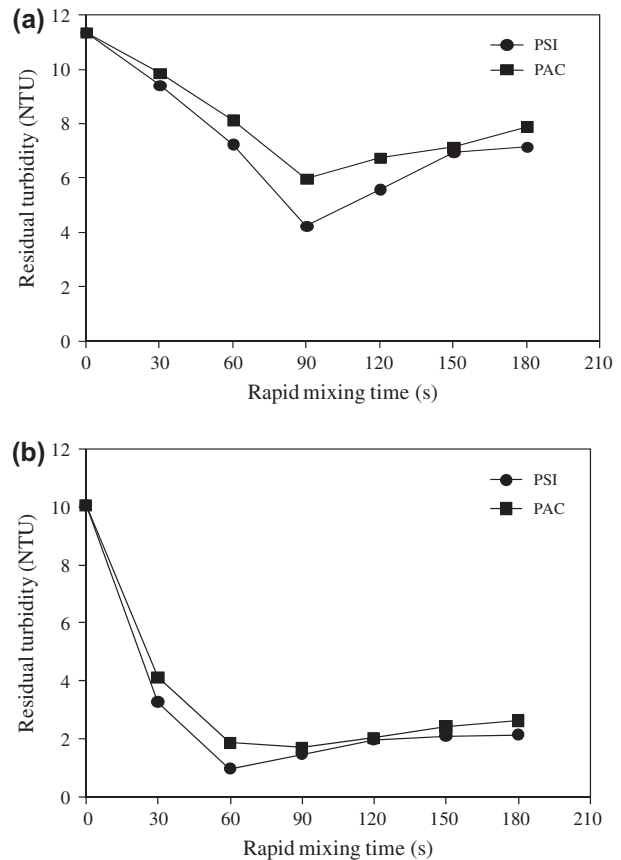 (a)
12
10
8
6
4
2
0
Residual turbidity (NTU)
PSI
PAC
0 30 60 90 120 150 180 210
Rapid mixing time (s)
(b)
12
10
8
6
4
2
0
Residual turbidity (NTU)
PSI
PAC
0 30 60 90 120 150 180 210
Rapid mixing time (s)